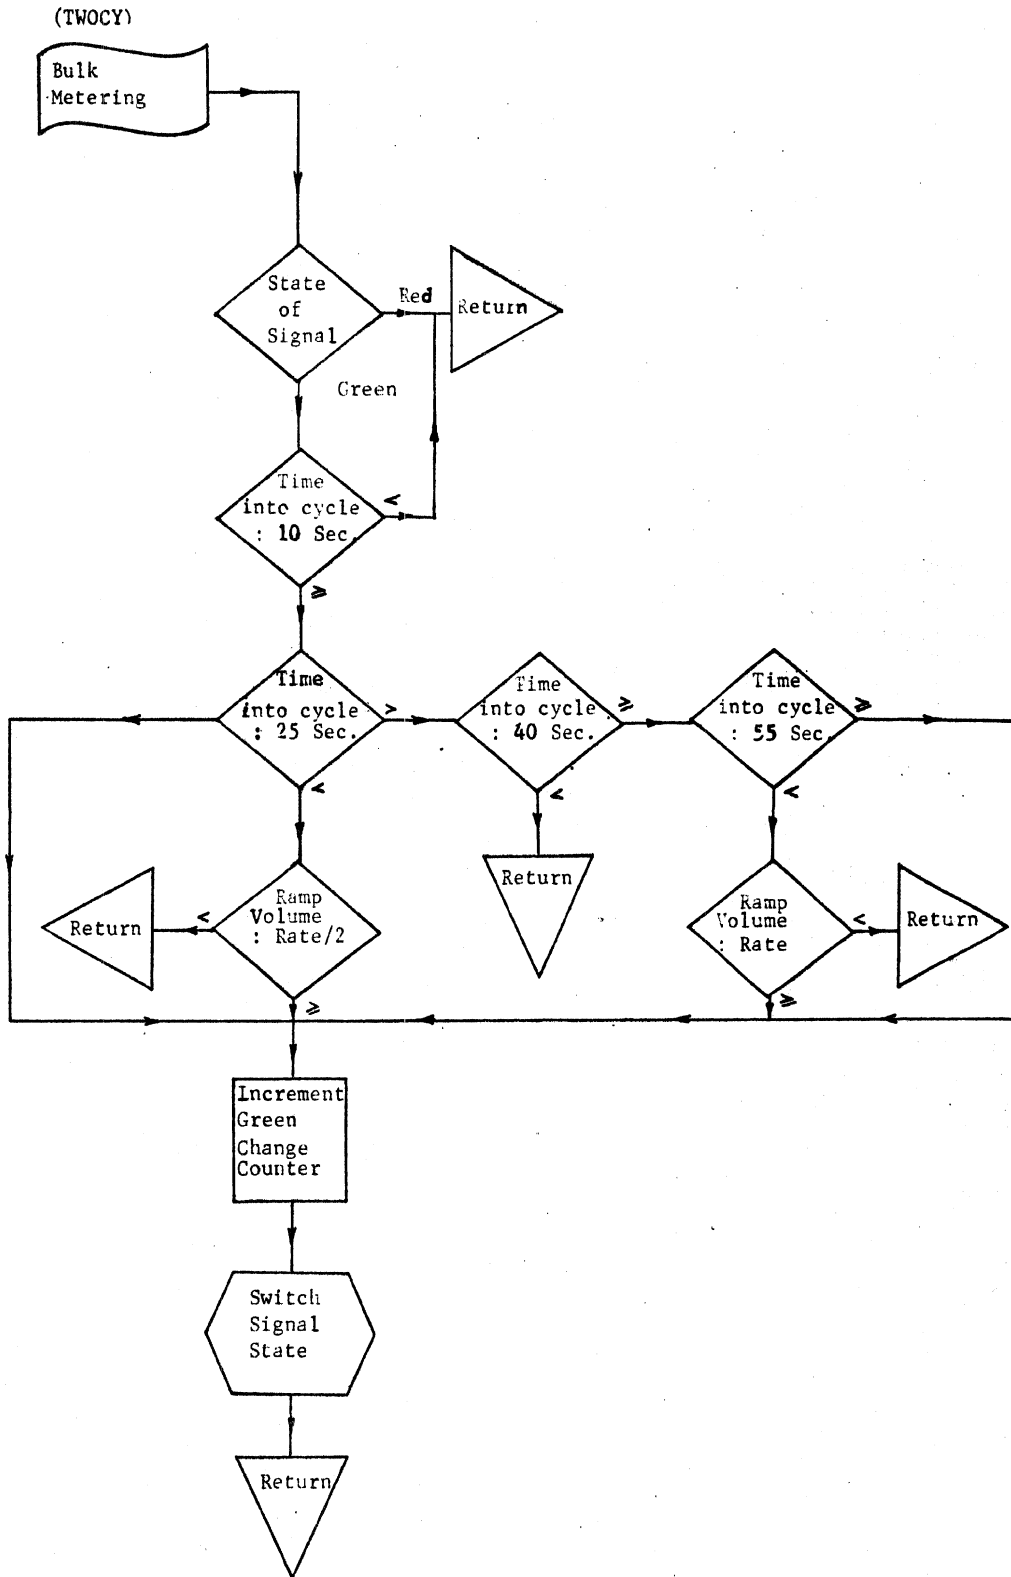 (TWOCY)
Bulk
Metering
State
of
Signal
Red
Return
Green
Time
into cycle
: 10 Sec.
<
≥
Time
into cycle
: 25 Sec.
>
<
Time
into cycle
: 40 Sec.
≥
<
Time
into cycle
: 55 Sec.
≥
<
Return
<
Ramp
Volume
: Rate/2
≥
Return
Ramp
Volume
: Rate
<
≥
Return
Increment
Green
Change
Counter
Switch
Signal
State
Return